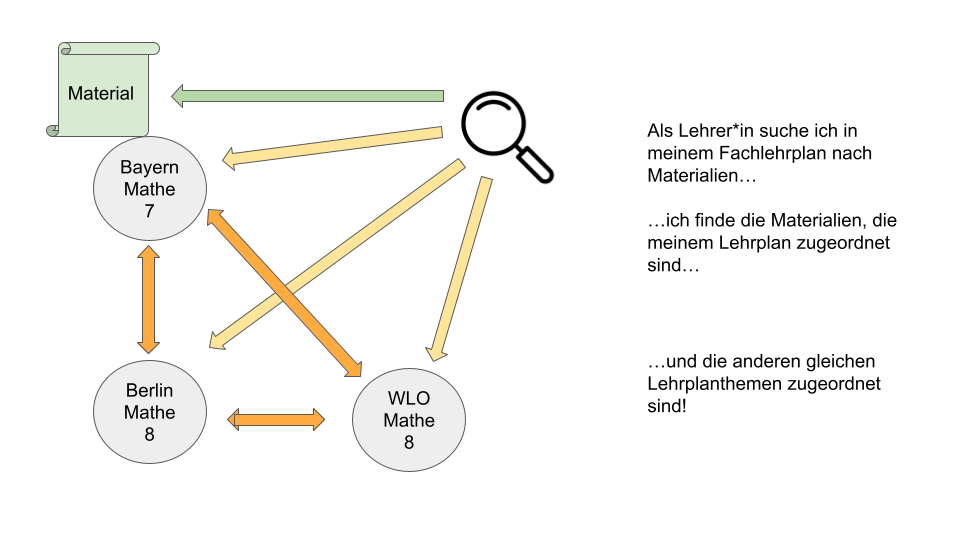 Material
Bayern
Mathe
7
Berlin
Mathe
8
WLO
Mathe
8
Als Lehrer*in suche ich in
meinem Fachlehrplan nach
Materialien…
…ich finde die Materialien, die
meinem Lehrplan zugeordnet
sind…
…und die anderen gleichen
Lehrplanthemen zugeordnet
sind!